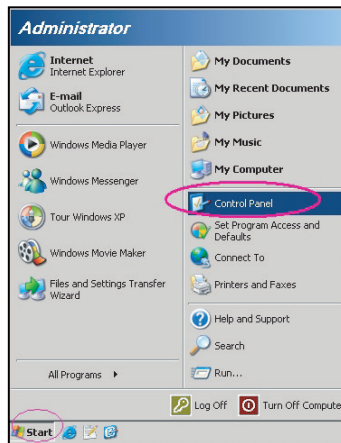 Administrator
Internet
Internet Explorer
E-mail
Outlook Express
Windows Media Player
Windows Messenger
Tour Windows XP
Windows Movie Maker
Files and Settings Transfer
Wizard
All Programs
My Documents
My Recent Documents
My Pictures
My Music
My Computer
Control Panel
Set Program Access and
Defaults
Connect To
Printers and Faxes
Help and Support
Search
Run...
Log Off
Turn Off Compute
Start